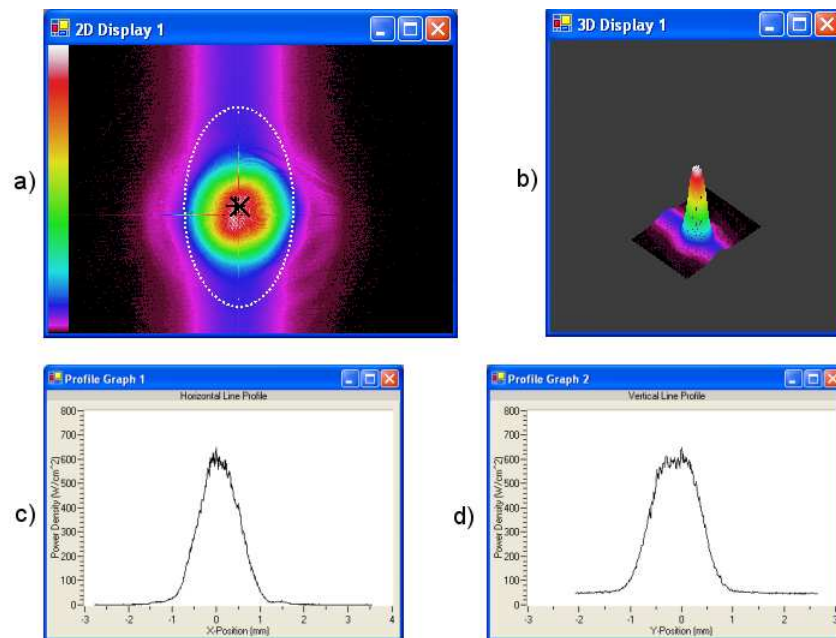 2D Display 1
3D Display 1
a)
b)
Profile Graph 1
Horizontal Line Profile
800
700
600
500
400
300
200
100
0
Power Density (W/cm^2)
-3
-2
-1
0
1
2
3
4
X-Position (mm)
c)
Profile Graph 2
Vertical Line Profile
800
700
600
500
400
300
200
100
0
Power Density (W/cm^2)
-3
-2
-1
0
1
2
3
Y-Position (mm)
d)